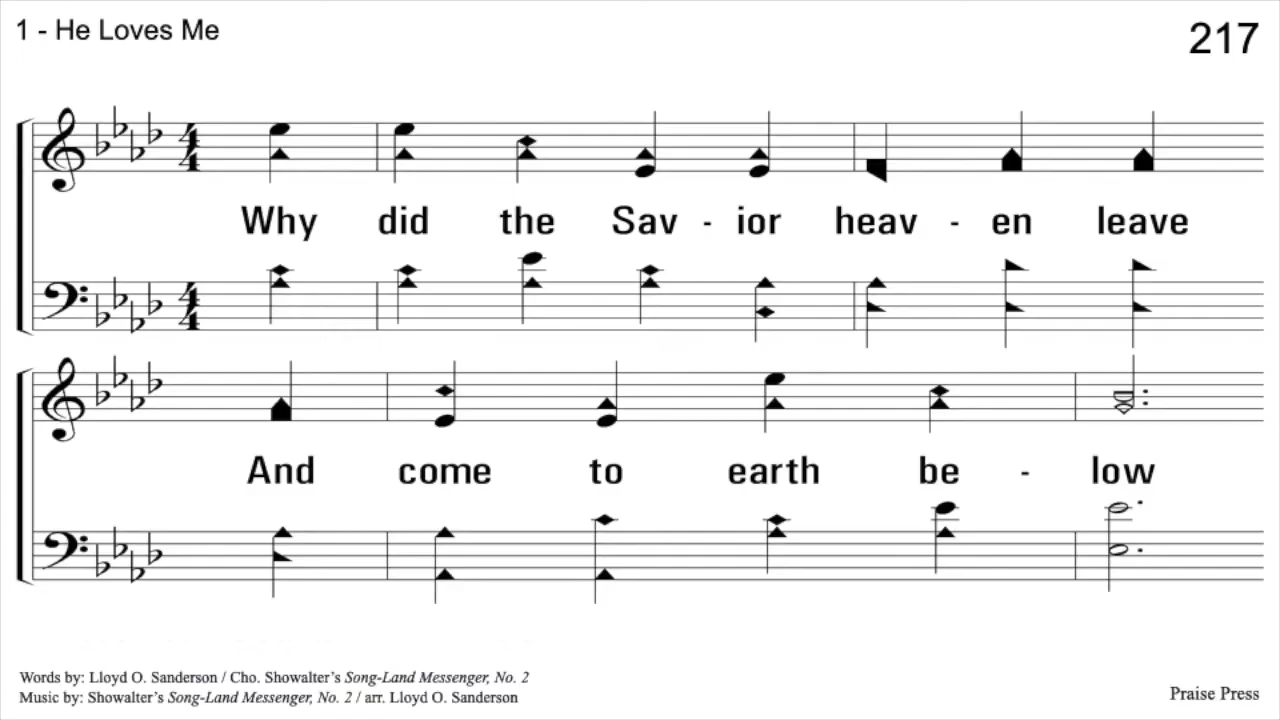 1 - He Loves Me
217
Why did the Sav - ior heav - en leave
And come to earth be - low
Words by: Lloyd O. Sanderson / Cho. Showalter's Song-Land Messenger, No. 2
Music by: Showalter's Song-Land Messenger, No. 2 / arr. Lloyd O. Sanderson
Praise Press